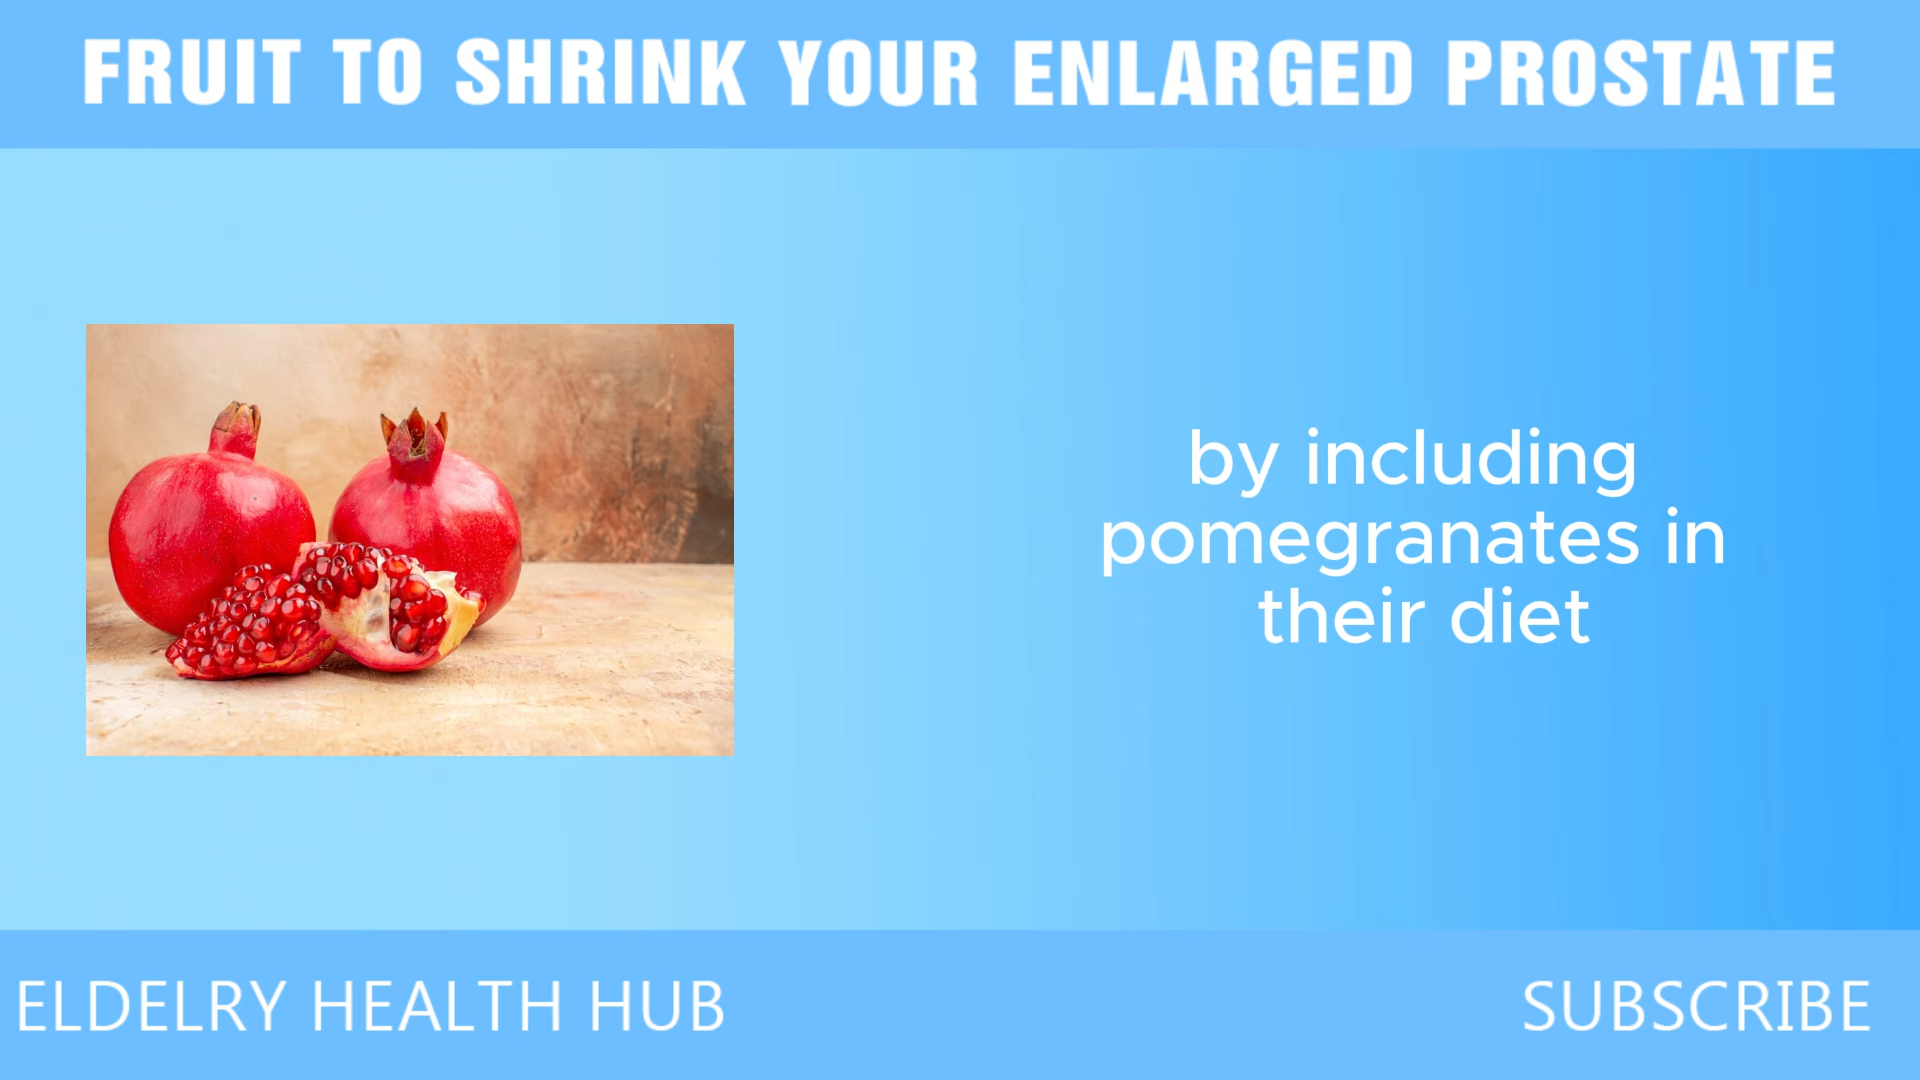 FRUIT TO SHRINK YOUR ENLARGED PROSTATE
by including
pomegranates in
their diet
ELDELRY HEALTH HUB
SUBSCRIBE